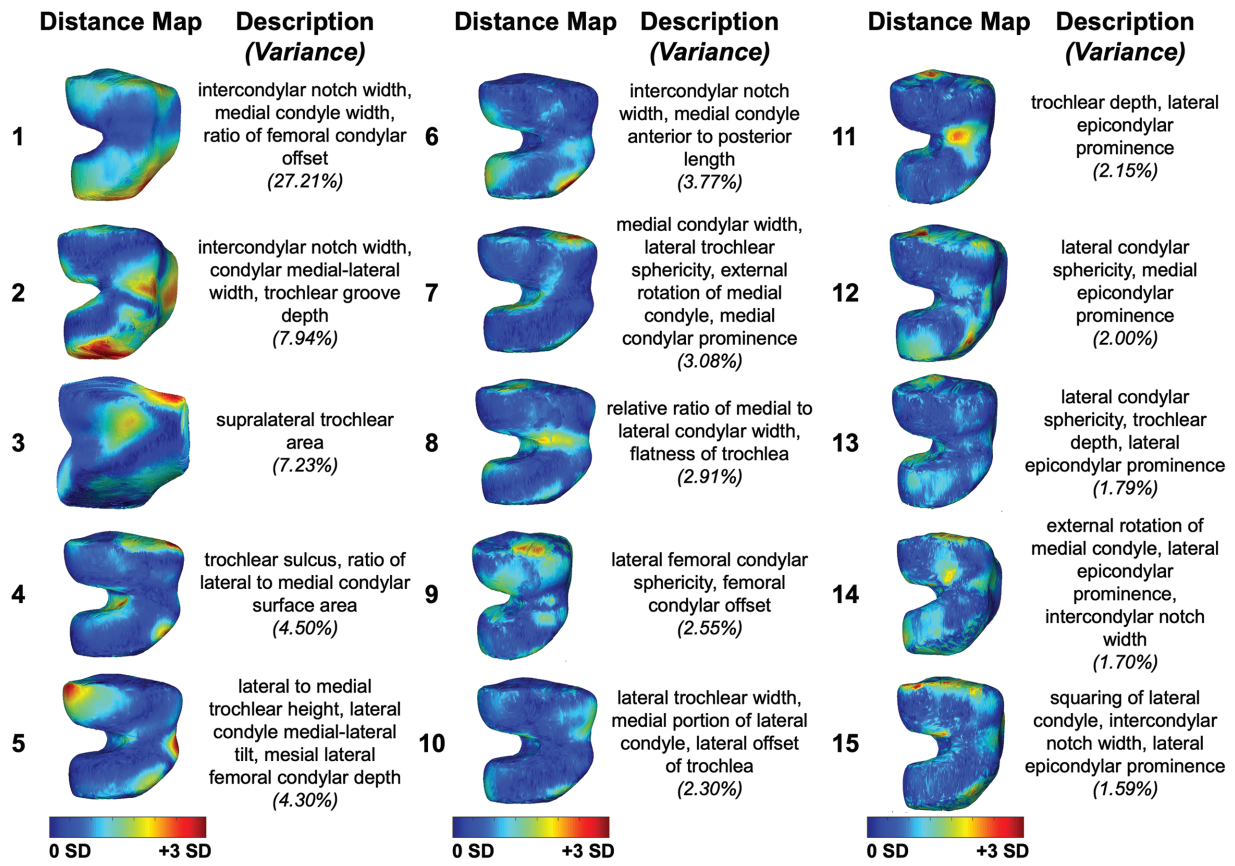 Distance Map
Description
(Variance)
1
intercondylar notch width,
medial condyle width,
ratio of femoral condylar
offset
(27.21%)
2
intercondylar notch width,
condylar medial-lateral
width, trochlear groove
depth
(7.94%)
3
supralateral trochlear
area
(7.23%)
4
trochlear sulcus, ratio of
lateral to medial condylar
surface area
(4.50%)
5
lateral to medial
trochlear height, lateral
condyle medial-lateral
tilt, mesial lateral
femoral condylar depth
(4.30%)
0 SD
+3 SD
Distance Map
Description
(Variance)
6
intercondylar notch
width, medial condyle
anterior to posterior
length
(3.77%)
7
medial condylar width,
lateral trochlear
sphericity, external
rotation of medial
condyle, medial
condylar prominence
(3.08%)
8
relative ratio of medial to
lateral condylar width,
flatness of trochlea
(2.91%)
9
lateral femoral condylar
sphericity, femoral
condylar offset
(2.55%)
10
lateral trochlear width,
medial portion of lateral
condyle, lateral offset
of trochlea
(2.30%)
0 SD
+3 SD
Distance Map
Description
(Variance)
11
trochlear depth, lateral
epicondylar
prominence
(2.15%)
12
lateral condylar
sphericity, medial
epicondylar
prominence
(2.00%)
13
lateral condylar
sphericity, trochlear
depth, lateral
epicondylar prominence
(1.79%)
14
external rotation of
medial condyle, lateral
epicondylar
prominence,
intercondylar notch
width
(1.70%)
15
squaring of lateral
condyle, intercondylar
notch width, lateral
epicondylar prominence
(1.59%)
0 SD
+3 SD